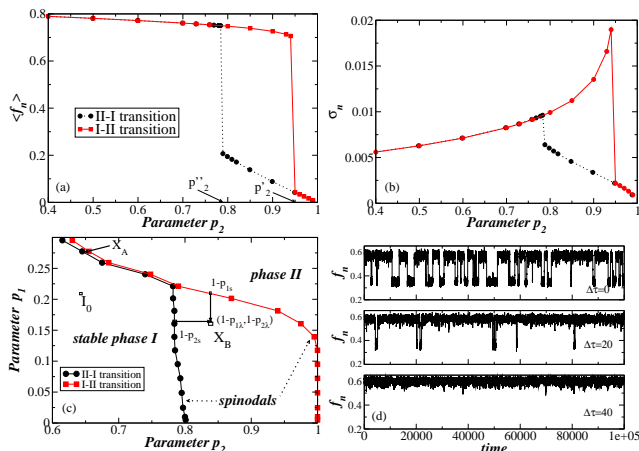 0.8
0.6
0.4
0.2
0
<f_n>
II-I transition
I-II transition
(a)
p''_2
p'_2
0.4 0.5 0.6 0.7 0.8 0.9 1
Parameter p_2
0.02
0.015
0.01
0.005
0
σ_n
(b)
0.4 0.5 0.6 0.7 0.8 0.9 1
Parameter p_2
0.25
0.2
0.15
0.1
0.05
0
Parameter p_1
X_A
phase II
1-p_1s
I_0
stable phase I
(1-p_1λ,1-p_2λ)
X_B
1-p_2s
II-I transition
I-II transition
spinodals
(c)
0.6 0.7 0.8 0.9 1
Parameter p_2
f_n
0.6
0.4
0.2
Δτ=0
f_n
0.6
0.4
0.2
Δτ=20
f_n
0.6
0.4
0.2
(d)
Δτ=40
0 20000 40000 60000 80000 1e+05
time